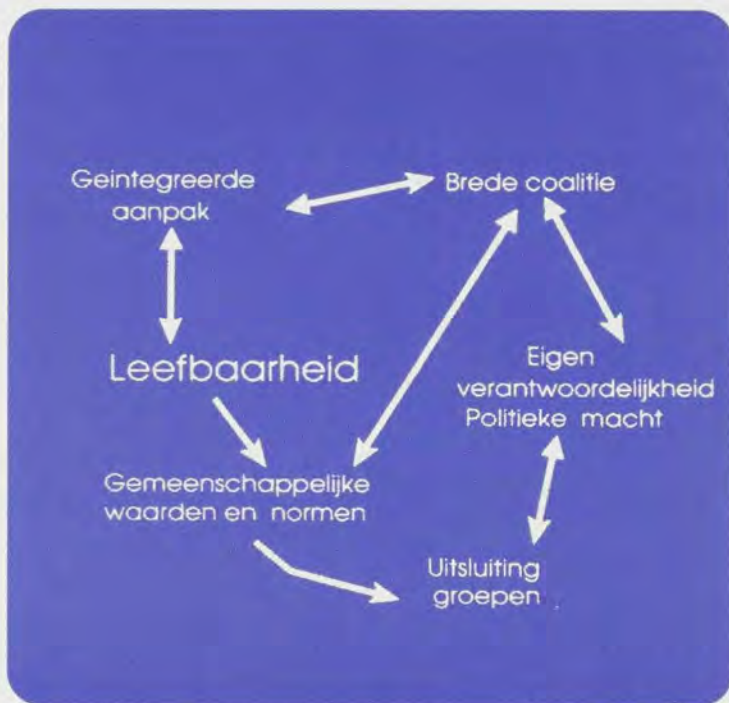 Geintegreerde
aanpak
Brede coalitie
Leefbaarheid
Eigen
verantwoordelijkheid
Politieke macht
Gemeenschappelijke
waarden en normen
Uitsluiting
groepen